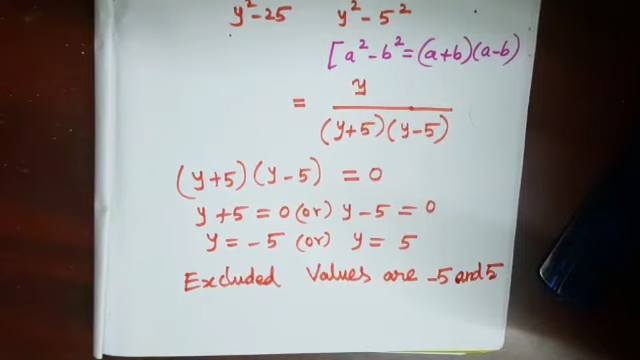 y²-25 y²-5²
[a²-b²=(a+b)(a-b)
= y
(y+5)(y-5)
(y+5)(y-5) = 0
y+5=0 (or) y-5=0
y=-5 (or) y=5
Excluded Values are -5 and 5